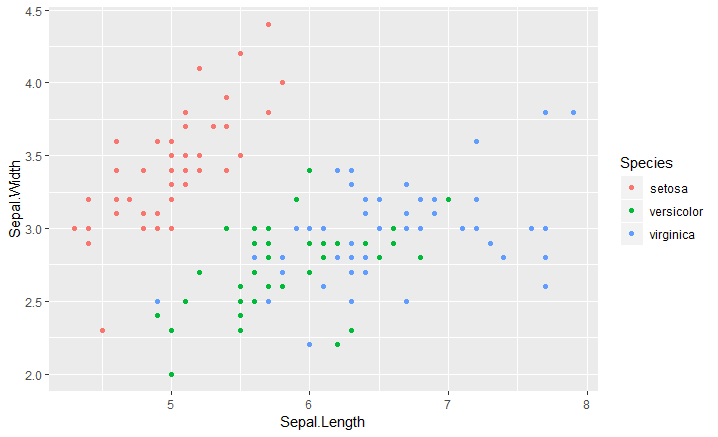 4.5
4.0
3.5
3.0
2.5
2.0
Sepal.Width
5
6
7
8
Sepal.Length
Species
setosa
versicolor
virginica